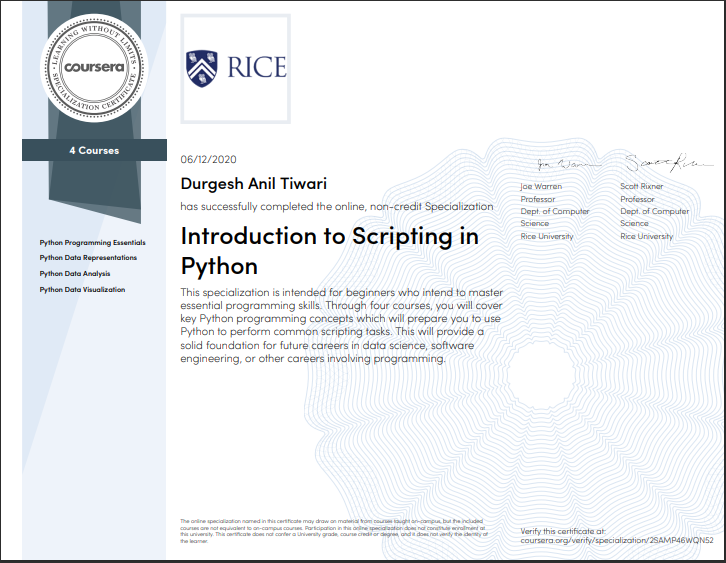 LEARNING WITHOUT LIMITS
coursera
SPECIALIZATION CERTIFICATE
4 Courses
Python Programming Essentials
Python Data Representations
Python Data Analysis
Python Data Visualization
RICE
06/12/2020
Durgesh Anil Tiwari
has successfully completed the online, non-credit Specialization
Introduction to Scripting in
Python
This specialization is intended for beginners who intend to master
essential programming skills. Through four courses, you will cover
key Python programming concepts which will prepare you to use
Python to perform common scripting tasks. This will provide a
solid foundation for future careers in data science, software
engineering, or other careers involving programming.
Joe Warren
Joe Warren
Professor
Dept. of Computer
Science
Rice University
Scott Rixner
Scott Rixner
Professor
Dept. of Computer
Science
Rice University
The online specialization named in this certificate may draw on material from courses taught on-campus, but the included
courses are not equivalent to on-campus courses. Participation in this online specialization does not constitute enrollment at
this university. This certificate does not confer a University grade, course credit or degree, and it does not verify the identity of
the learner.
Verify this certificate at:
coursera.org/verify/specialization/2SAMP46WQN52